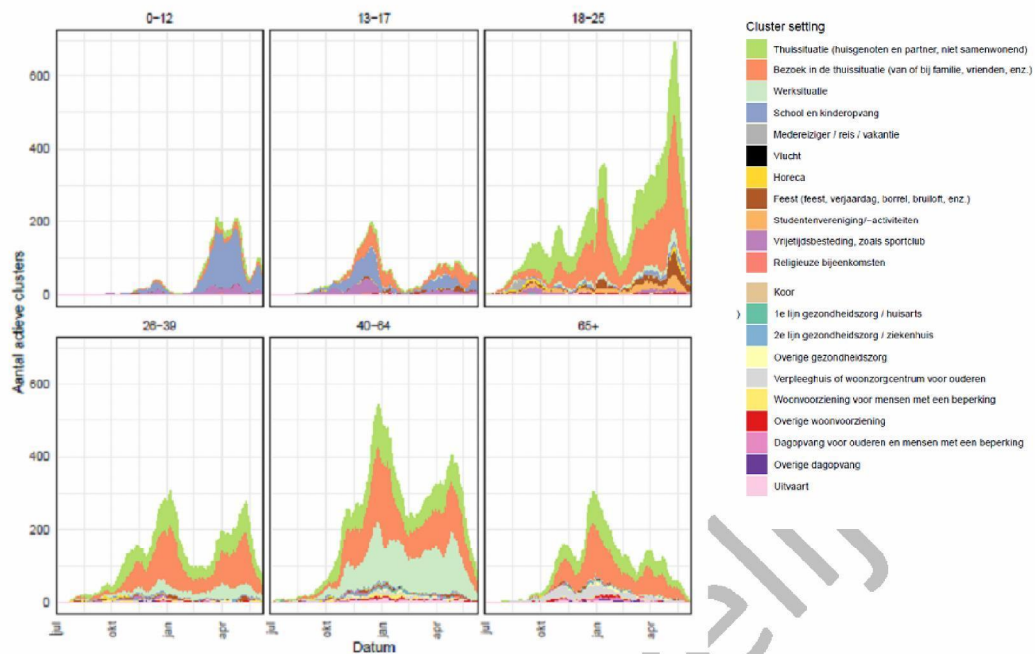 0-12
13-17
18-25
600
400
200
0
26-39
40-64
65+
600
400
200
0
jul
okt
jan
apr
jul
okt
jan
apr
jul
okt
jan
apr
Aantal actieve clusters
Datum
Cluster setting
Thuissituatie (huisgenoten en partner, niet samenwonend)
Bezoek in de thuissituatie (van of bij familie, vrienden, enz.)
Werksituatie
School en kinderopvang
Medereiziger / reis / vakantie
Vlucht
Horeca
Feest (feest, verjaardag, borrel, bruiloft, enz.)
Studentenvereniging/-activiteiten
Vrijetijdsbesteding, zoals sportclub
Religieuze bijeenkomsten
Koor
) 1e lijn gezondheidszorg / huisarts
2e lijn gezondheidszorg / ziekenhuis
Overige gezondheidszorg
Verpleeghuis of woonzorgcentrum voor ouderen
Woonvoorziening voor mensen met een beperking
Overige woonvoorziening
Dagopvang voor ouderen en mensen met een beperking
Overige dagopvang
Uitvaart